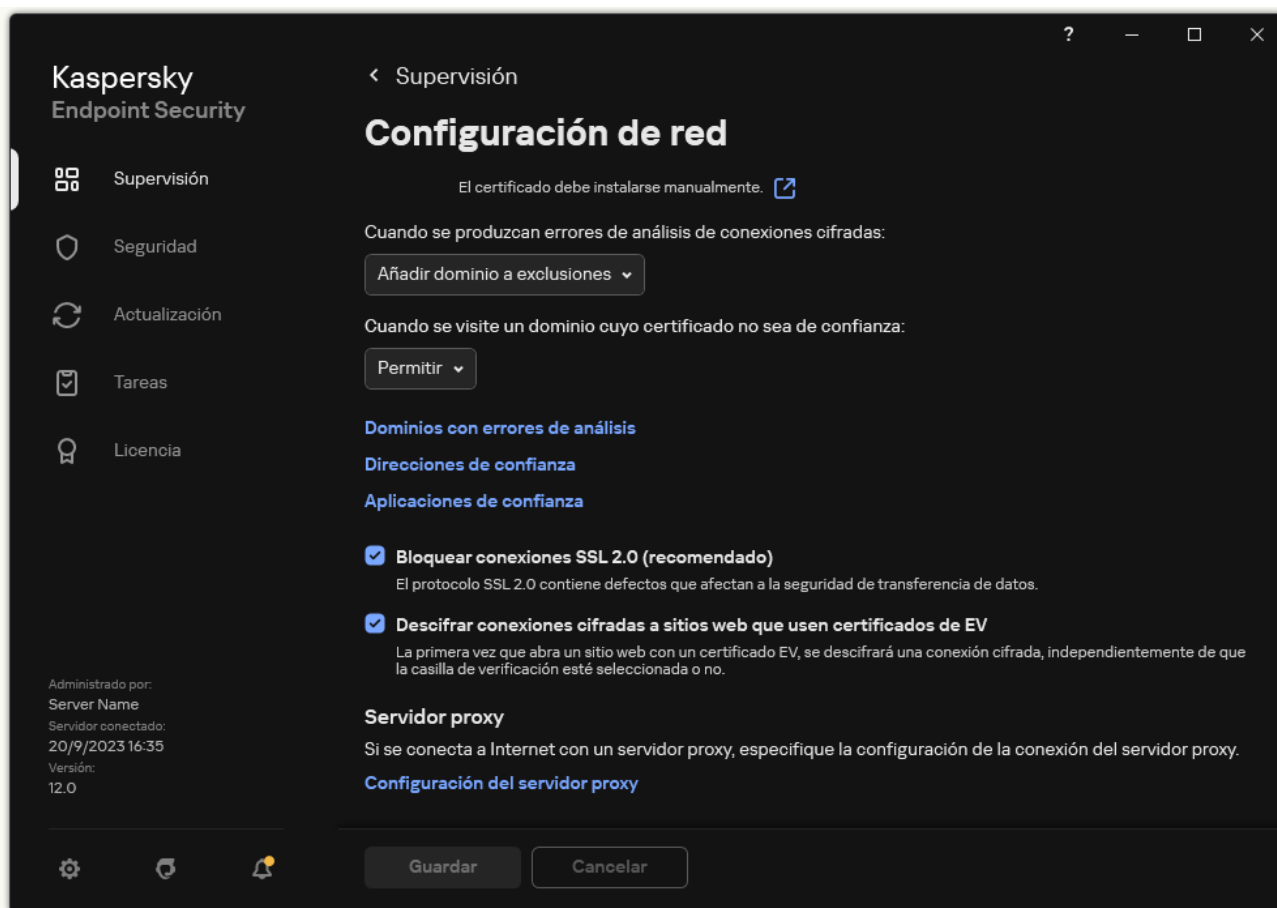 ?
Kaspersky
Endpoint Security
Supervisión
Seguridad
Actualización
Tareas
Licencia
Administrado por:
Server Name
Servidor conectado:
20/9/2023 16:35
Versión:
12.0
Supervisión
Configuración de red
El certificado debe instalarse manualmente.
Cuando se produzcan errores de análisis de conexiones cifradas:
Añadir dominio a exclusiones
Cuando se visite un dominio cuyo certificado no sea de confianza:
Permitir
Dominios con errores de análisis
Direcciones de confianza
Aplicaciones de confianza
Bloquear conexiones SSL 2.0 (recomendado)
El protocolo SSL 2.0 contiene defectos que afectan a la seguridad de transferencia de datos.
Descifrar conexiones cifradas a sitios web que usen certificados de EV
La primera vez que abra un sitio web con un certificado EV, se descifrará una conexión cifrada, independientemente de que
la casilla de verificación esté seleccionada o no.
Servidor proxy
Si se conecta a Internet con un servidor proxy, especifique la configuración de la conexión del servidor proxy.
Configuración del servidor proxy
Guardar
Cancelar